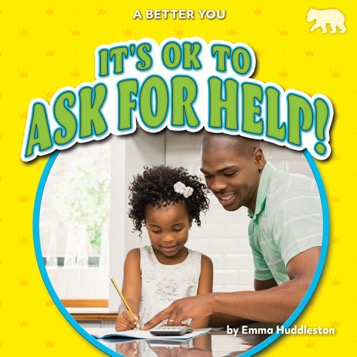 A BETTER YOU
IT'S OK TO
ASK FOR HELP!
by Emma Huddleston